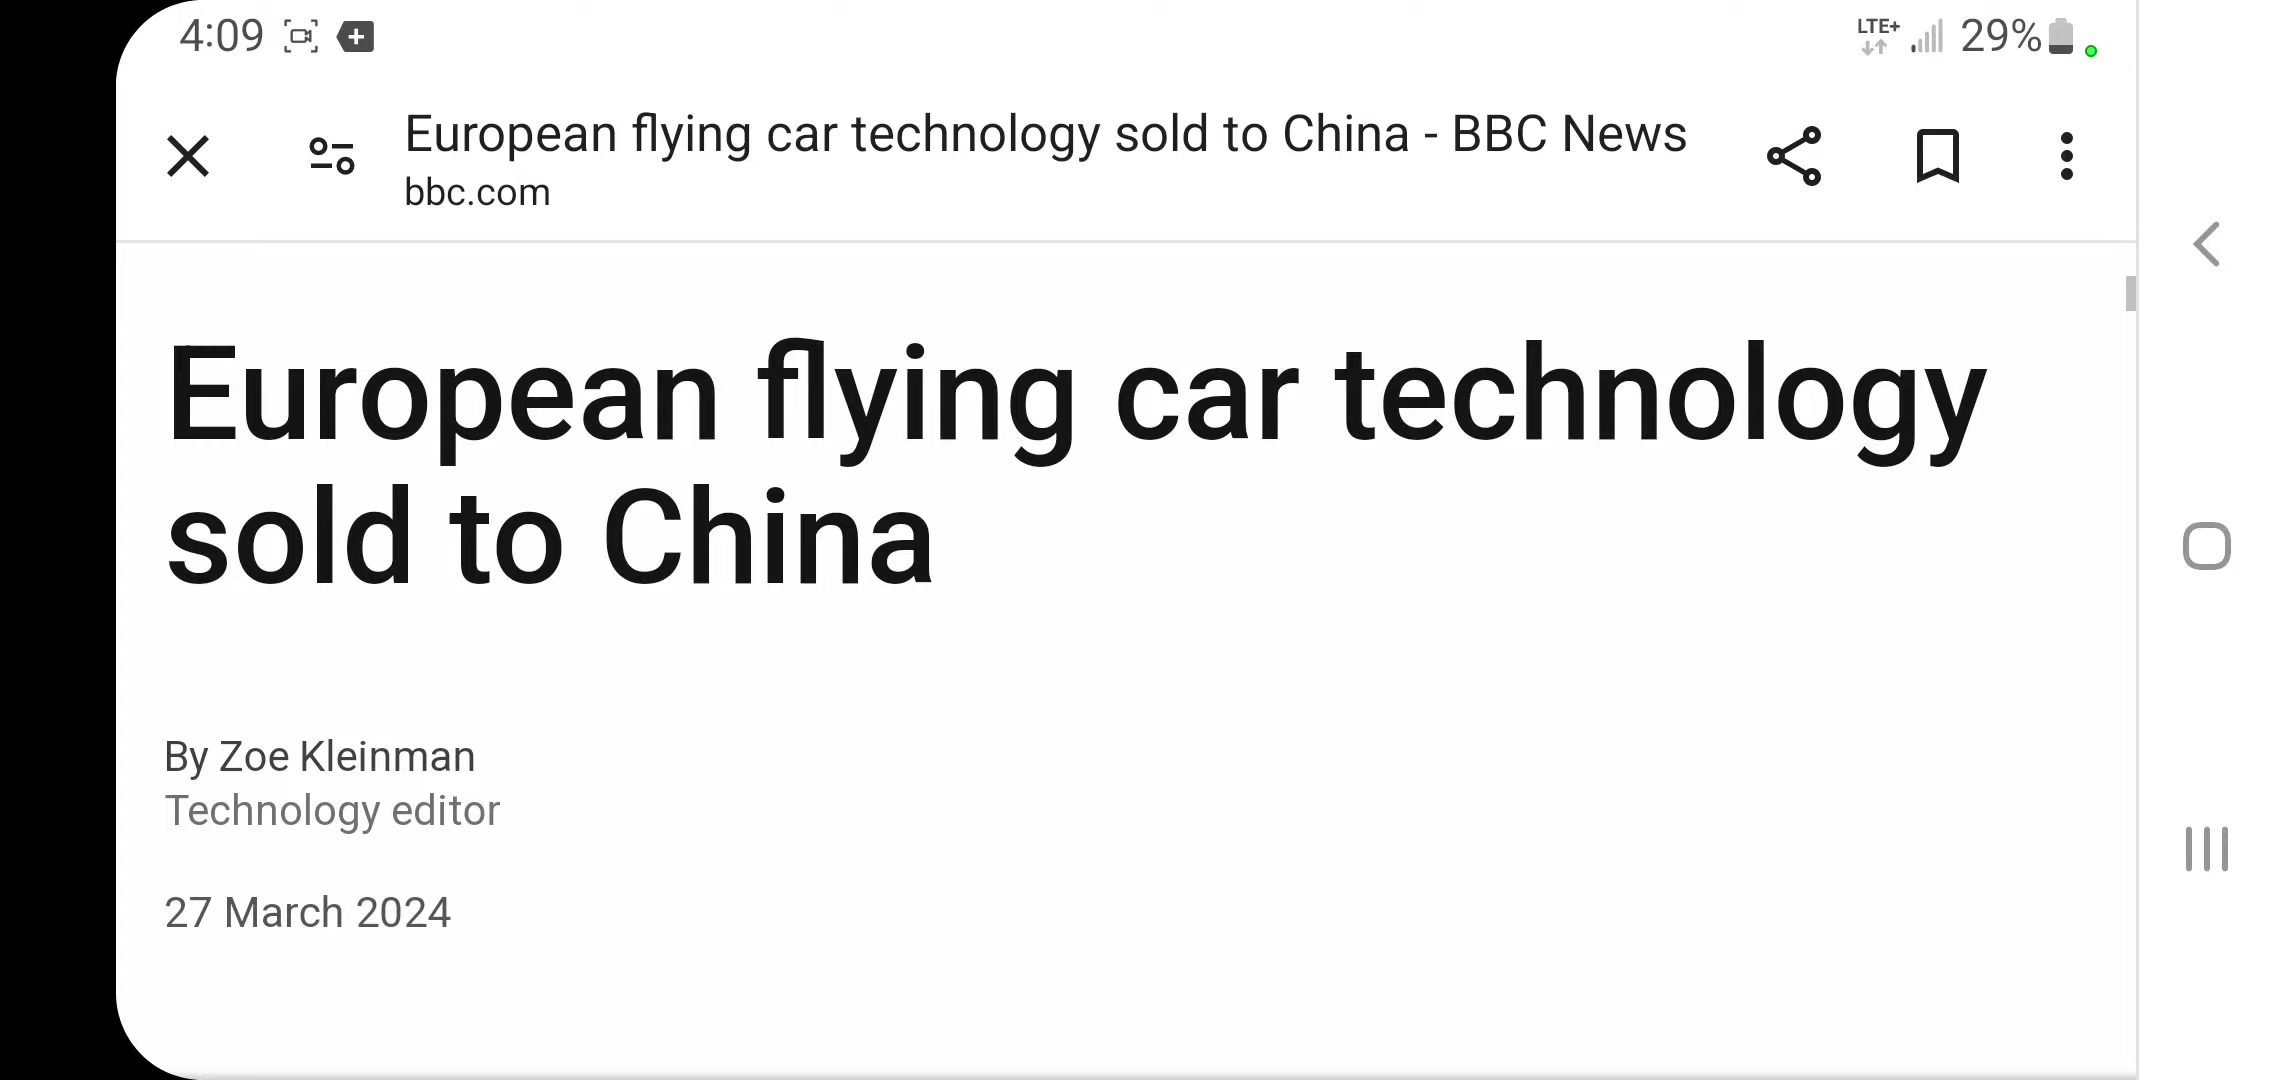 4:09
LTE+ 29%
European flying car technology sold to China - BBC News
bbc.com
European flying car technology
sold to China
By Zoe Kleinman
Technology editor
27 March 2024